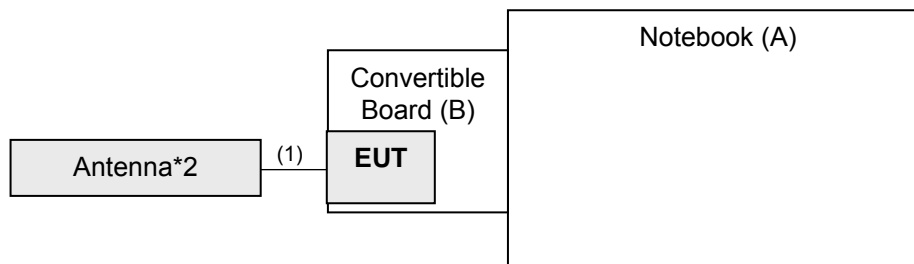 Notebook (A)
Convertible
Board (B)
Antenna*2
(1)
EUT